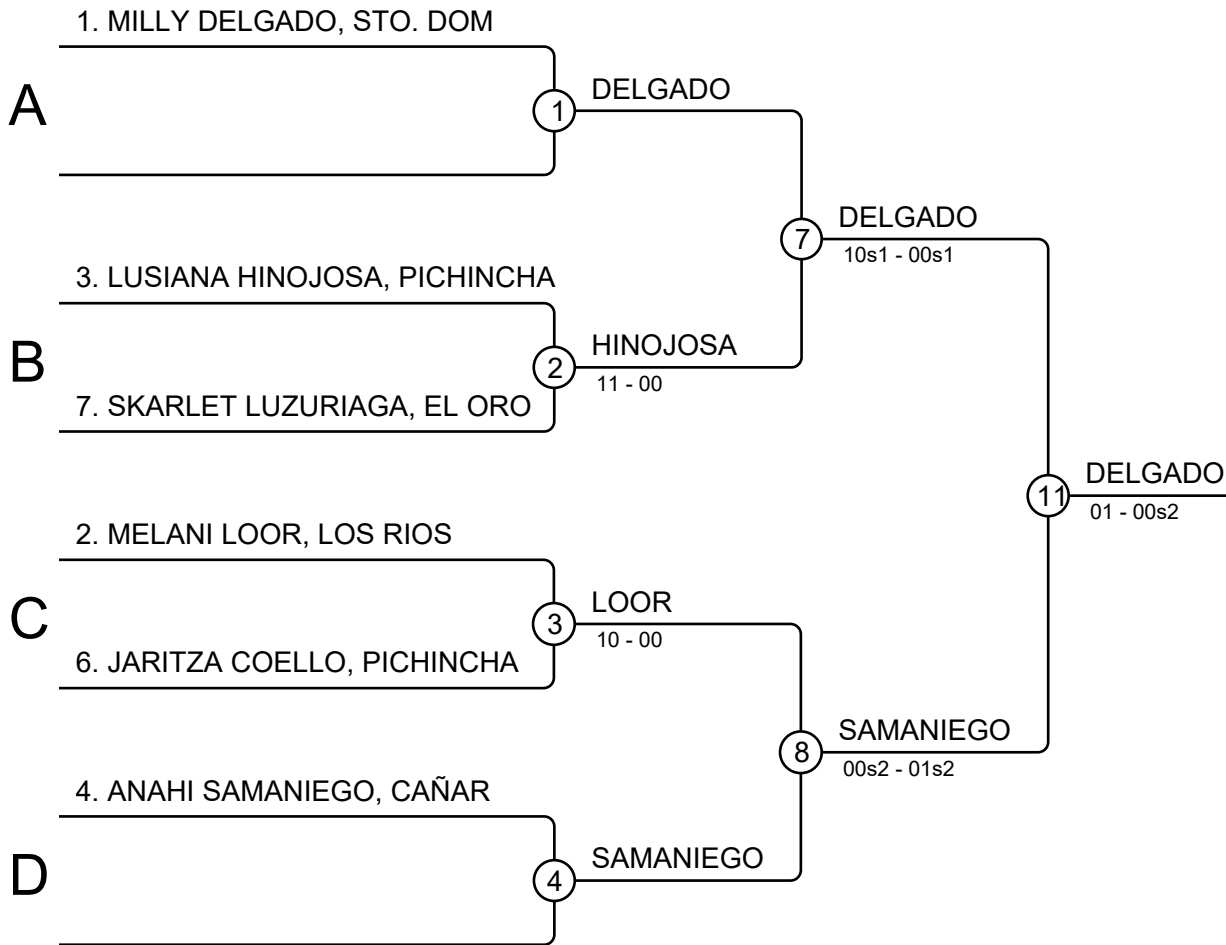 1. MILLY DELGADO, STO. DOM
A
1
DELGADO
7
DELGADO
10s1 - 00s1
3. LUSIANA HINOJOSA, PICHINCHA
B
2
HINOJOSA
11 - 00
7. SKARLET LUZURIAGA, EL ORO
11
DELGADO
01 - 00s2
2. MELANI LOOR, LOS RIOS
C
3
LOOR
10 - 00
6. JARITZA COELLO, PICHINCHA
8
SAMANIEGO
00s2 - 01s2
4. ANAHI SAMANIEGO, CAÑAR
D
4
SAMANIEGO